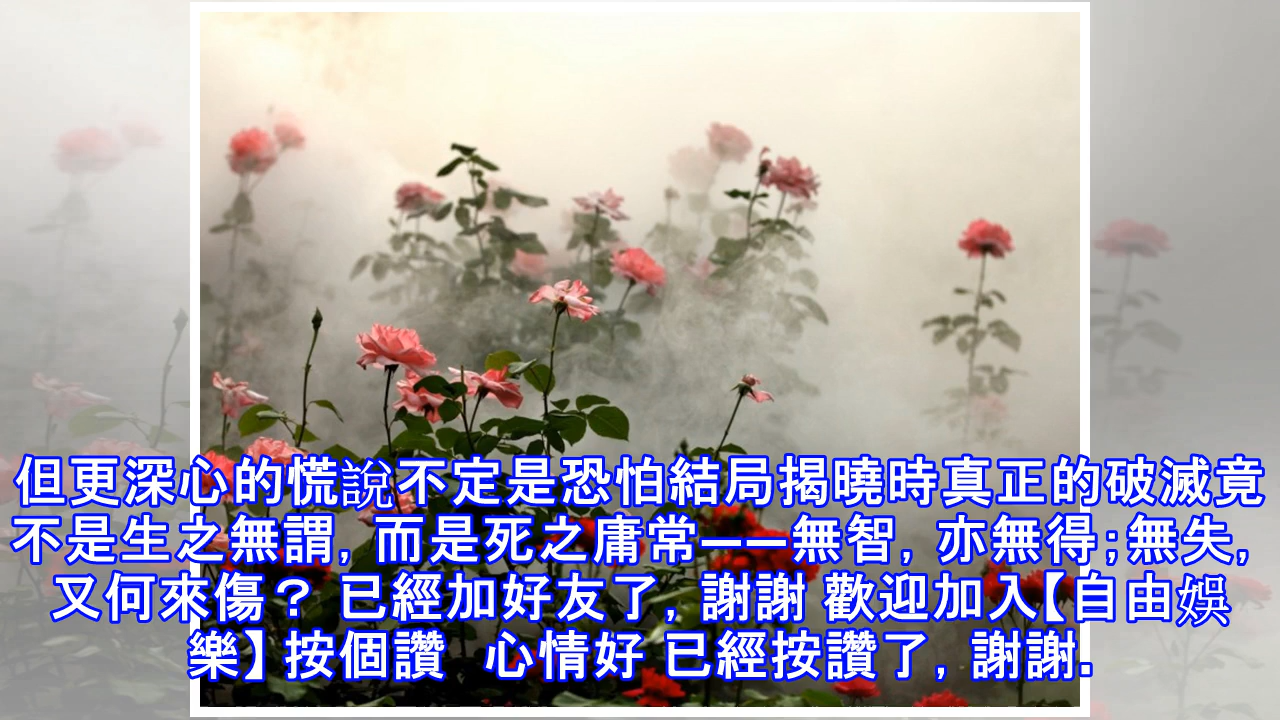 但更深心的慌說不定是恐怕結局揭曉時真正的破滅竟
不是生之無謂, 而是死之庸常——無智, 亦無得;無失,
又何來傷？ 已經加好友了, 謝謝 歡迎加入【自由娛
樂】按個讚 心情好 已經按讚了, 謝謝.